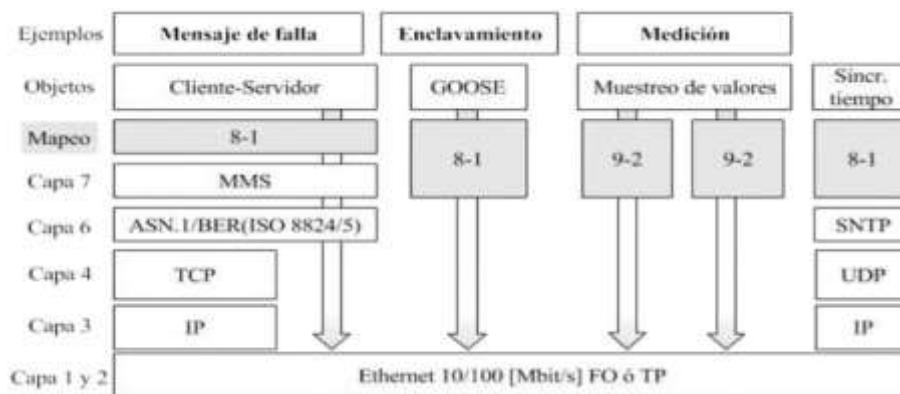 Ejemplos Mensaje de falla Enclavamiento Medición
Objetos Cliente-Servidor GOOSE Muestreo de valores Sincr. tiempo
Mapeo 8-1 8-1 9-2 9-2 8-1
Capa 7 MMS
Capa 6 ASN.1/BER(ISO 8824/5) SNTP
Capa 4 TCP UDP
Capa 3 IP IP
Capa 1 y 2 Ethernet 10/100 [Mbit/s] FO ó TP